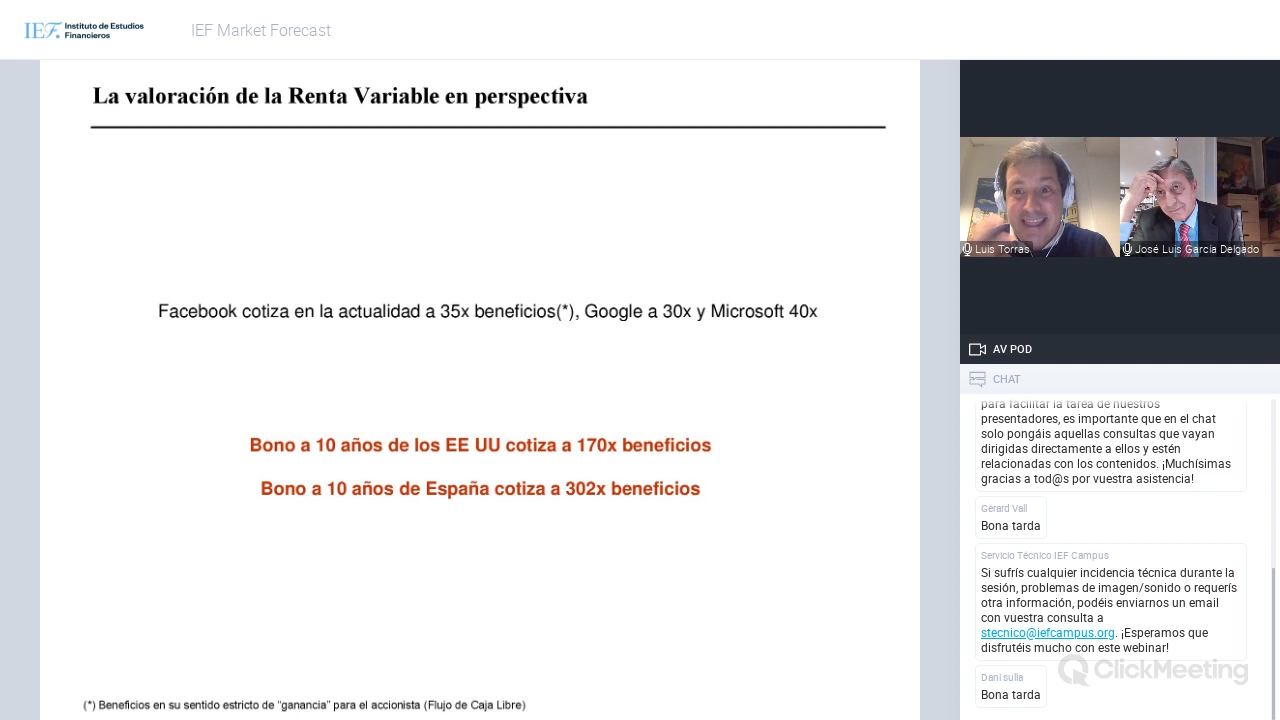 IEF. Instituto de Estudios
Financieros
IEF Market Forecast
La valoración de la Renta Variable en perspectiva
Facebook cotiza en la actualidad a 35x beneficios(*), Google a 30x y Microsoft 40x
Bono a 10 años de los EE UU cotiza a 170x beneficios
Bono a 10 años de España cotiza a 302x beneficios
(*) Beneficios en su sentido estricto de “ganancia” para el accionista (Flujo de Caja Libre)
Luis Torras
José Luis García Delgado
AV POD
CHAT
para facilitar la tarea de nuestros
presentadores, es importante que en el chat
solo pongáis aquellas consultas que vayan
dirigidas directamente a ellos y estén
relacionadas con los contenidos. ¡Muchísimas
gracias a tod@s por vuestra asistencia!
Gerard Vall
Bona tarda
Servicio Técnico IEF Campus
Si sufrís cualquier incidencia técnica durante la
sesión, problemas de imagen/sonido o requerís
otra información, podéis enviarnos un email
con vuestra consulta a
stecnico@iefcampus.org. ¡Esperamos que
disfrutéis mucho con este webinar!
ClickMeeting
Dani sulla
Bona tarda